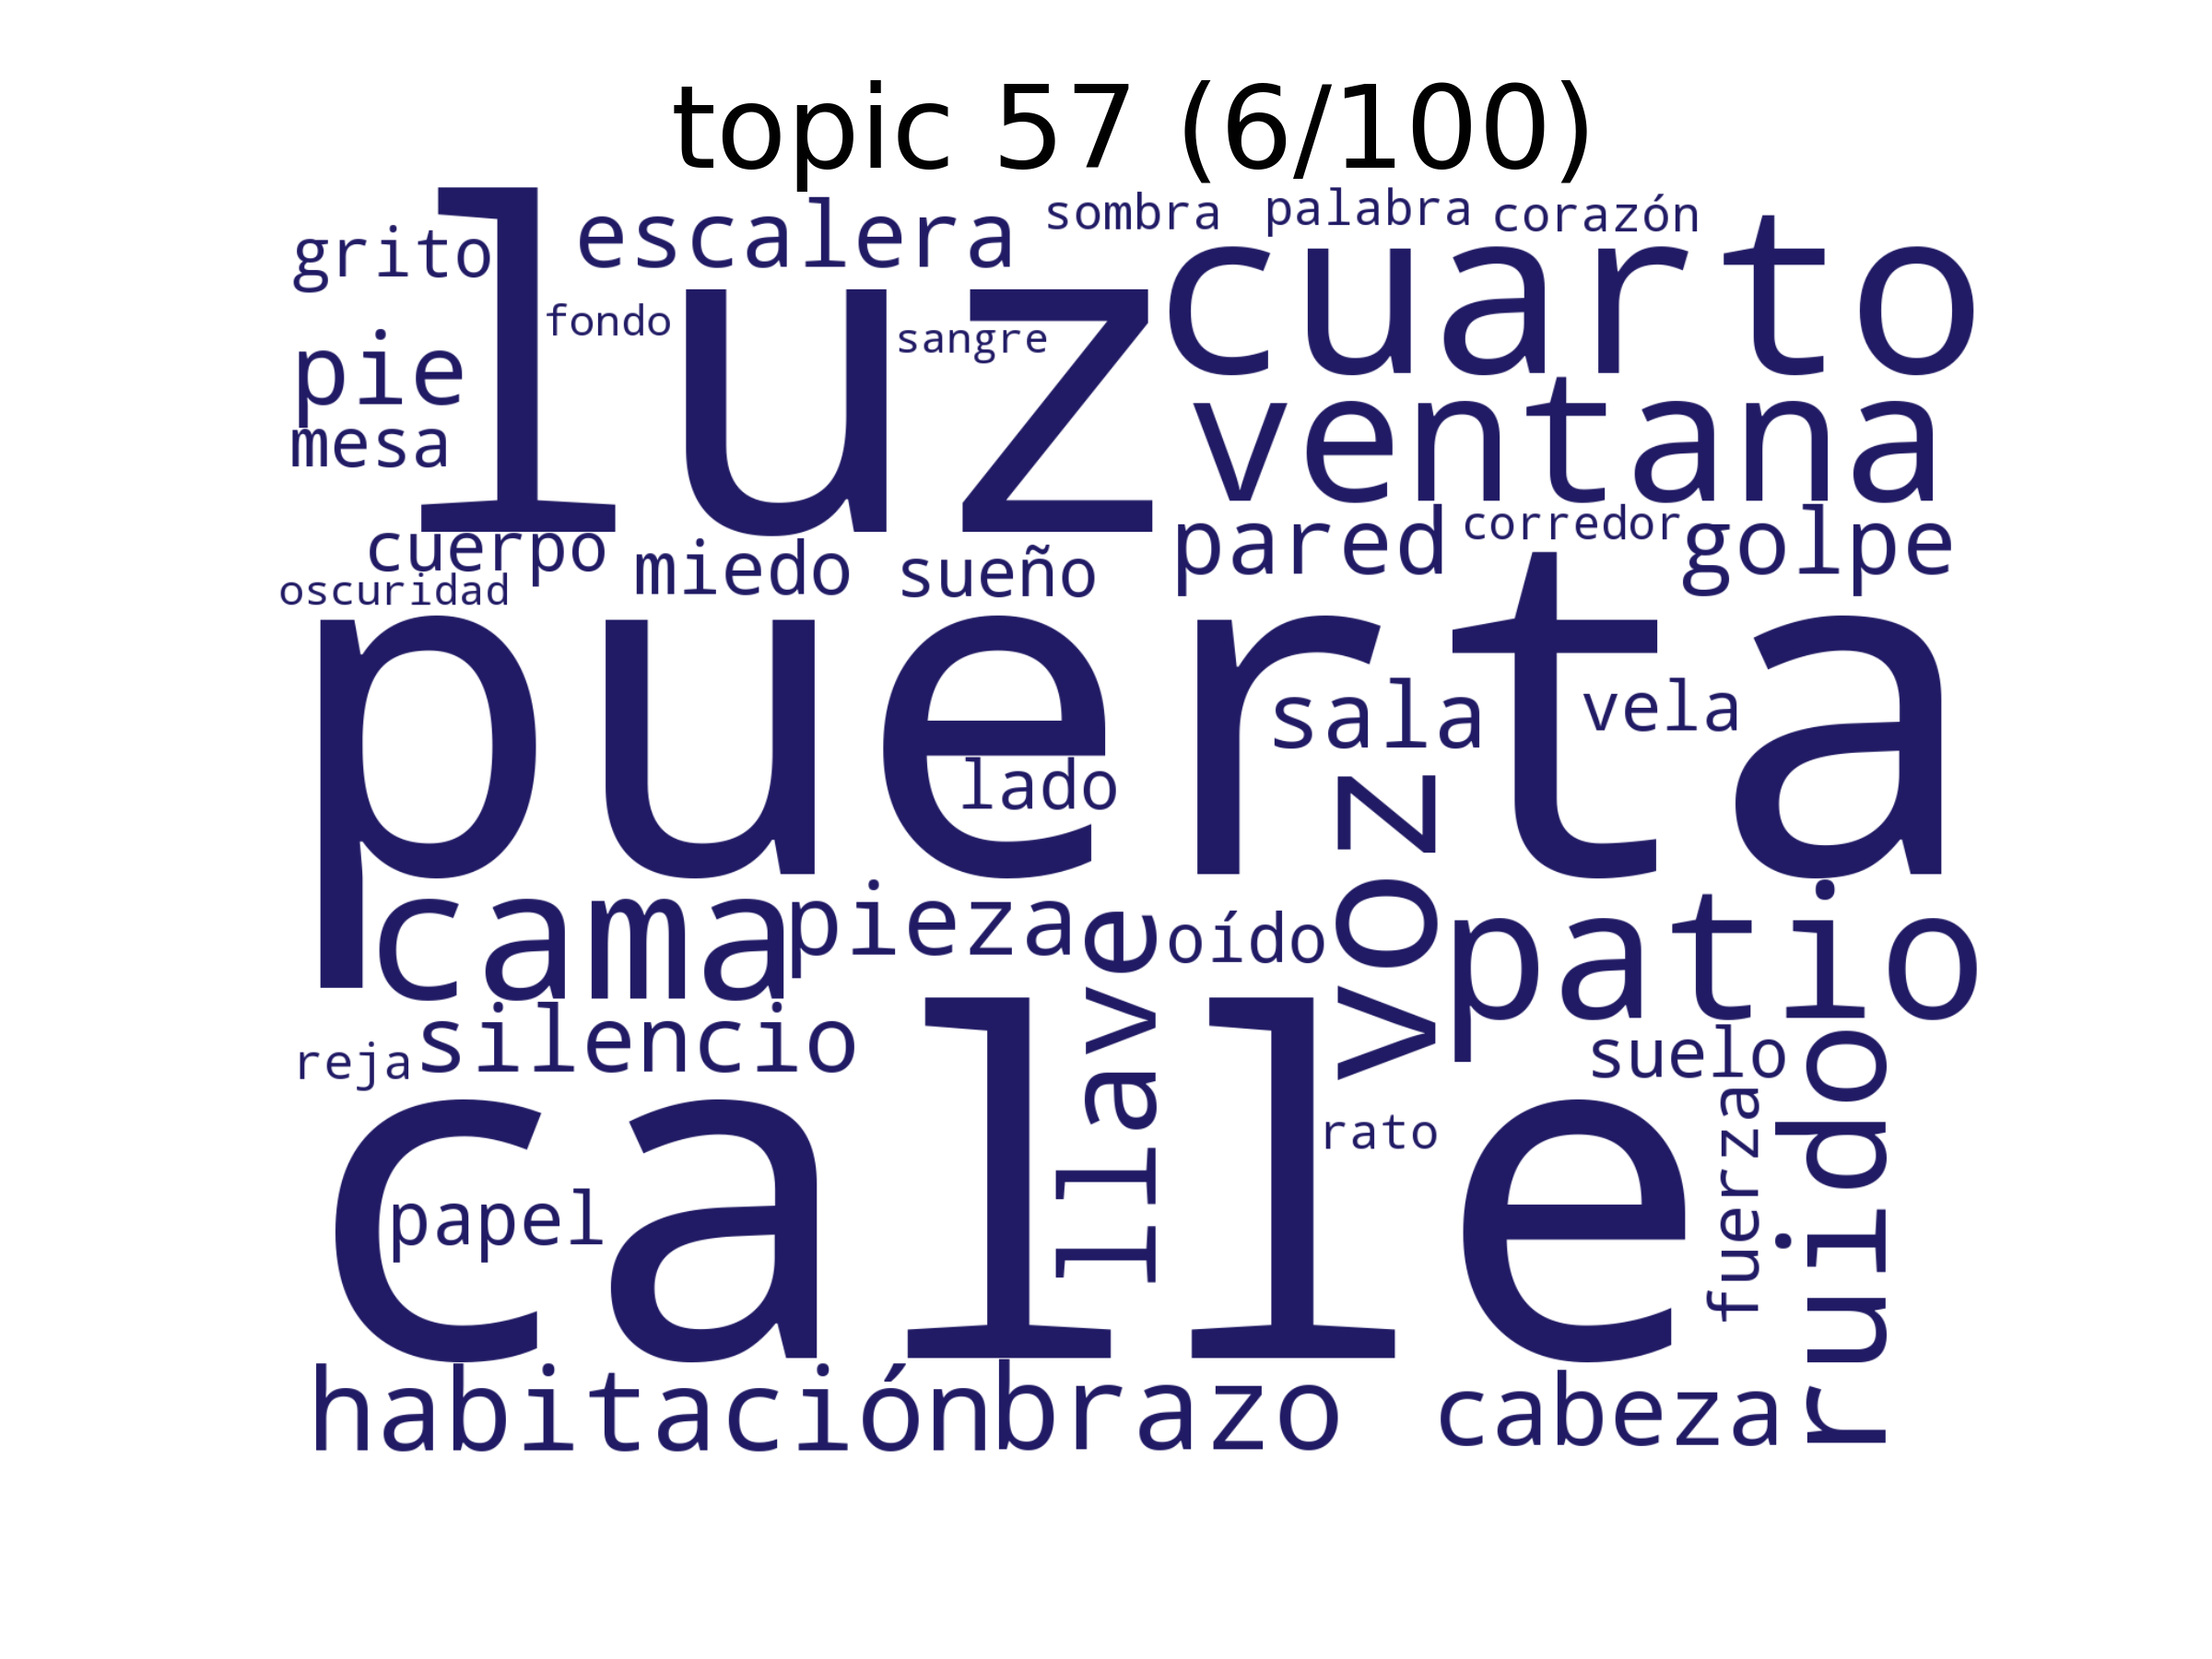 topic 57 (6/100)
sombra palabra corazón
grito escalera
luz cuarto
fondo
sangre
pie
ventana
mesa
pared corredor golpe
cuerpo miedo sueño
oscuridad
puerta
sala vela
lado
voz
cama pieza oído patio
llave
silencio
reja
suelo
ruido
calle
rato
fuerza
papel
habitación brazo cabeza